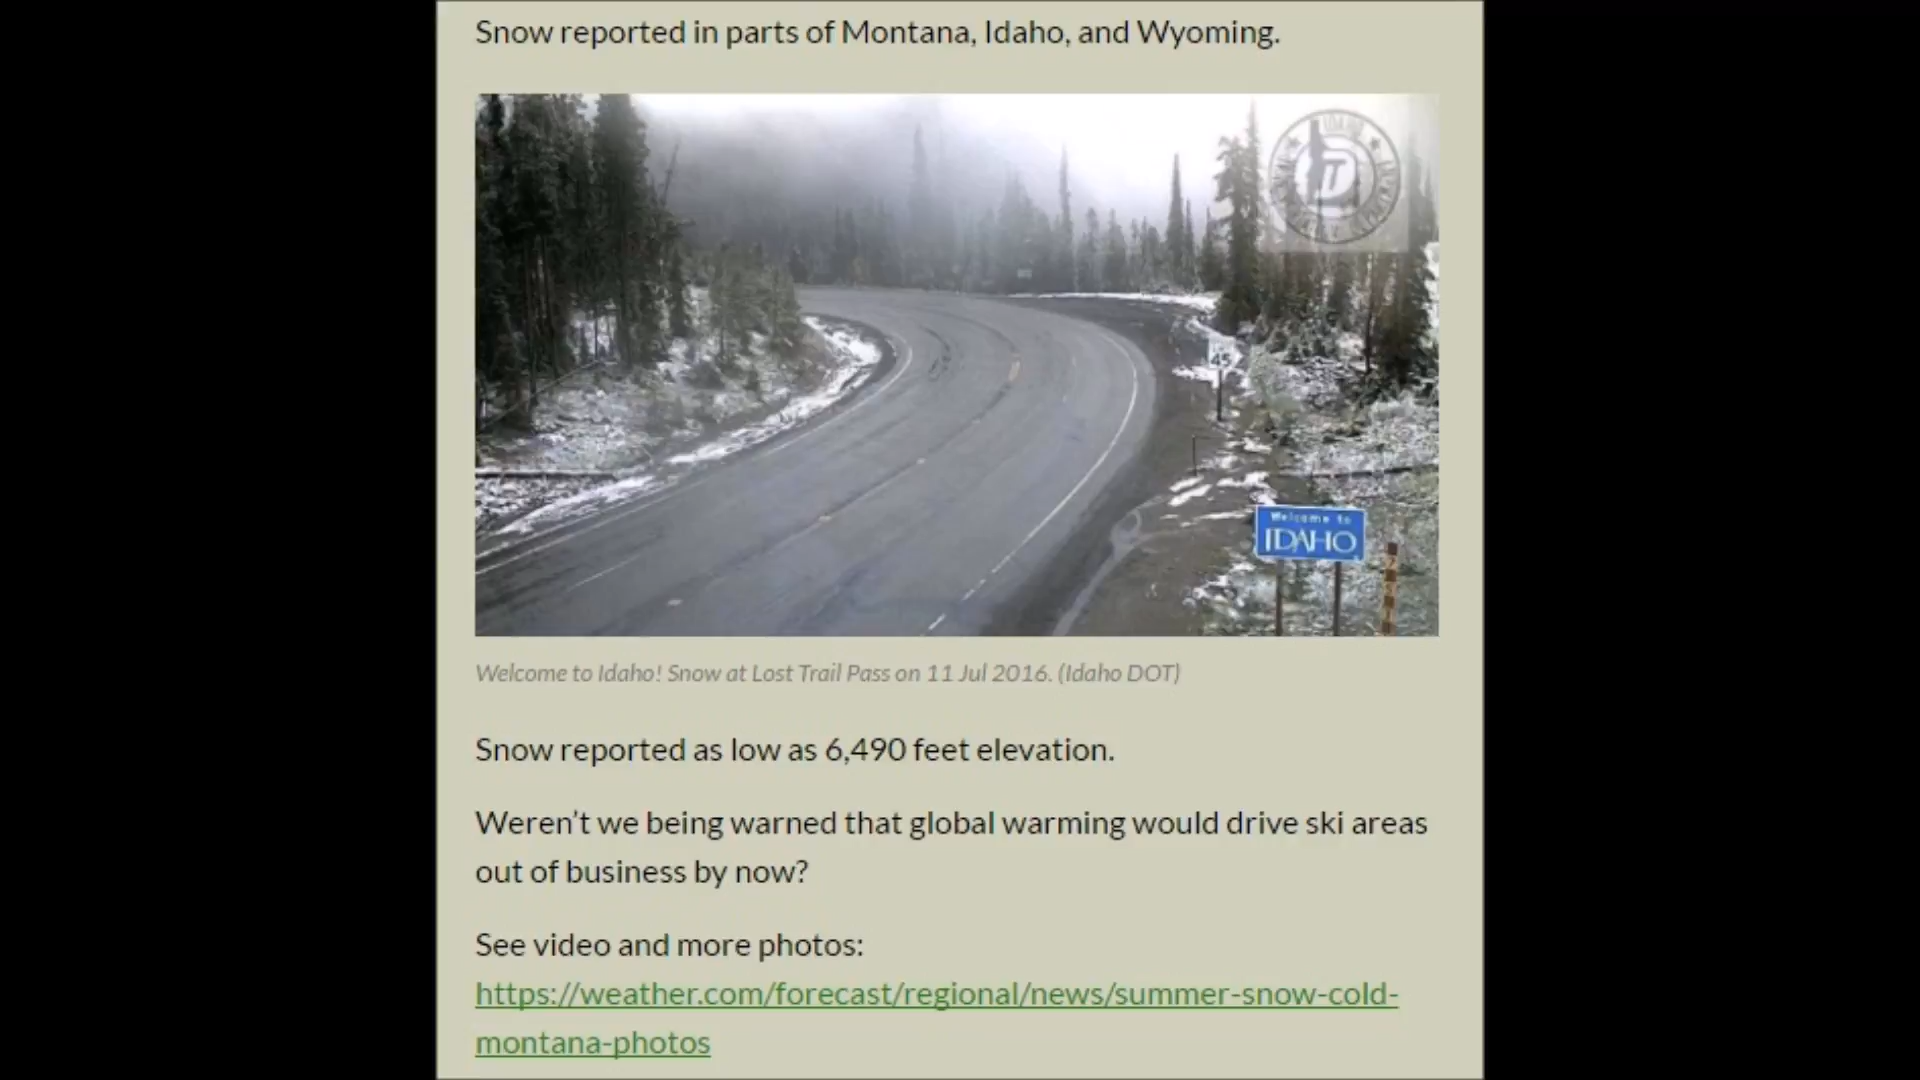 Snow reported in parts of Montana, Idaho, and Wyoming.
IDAHO
45
Welcome to
IDAHO
Welcome to Idaho! Snow at Lost Trail Pass on 11 Jul 2016. (Idaho DOT)
Snow reported as low as 6,490 feet elevation.
Weren't we being warned that global warming would drive ski areas
out of business by now?
See video and more photos:
https://weather.com/forecast/regional/news/summer-snow-cold-
montana-photos